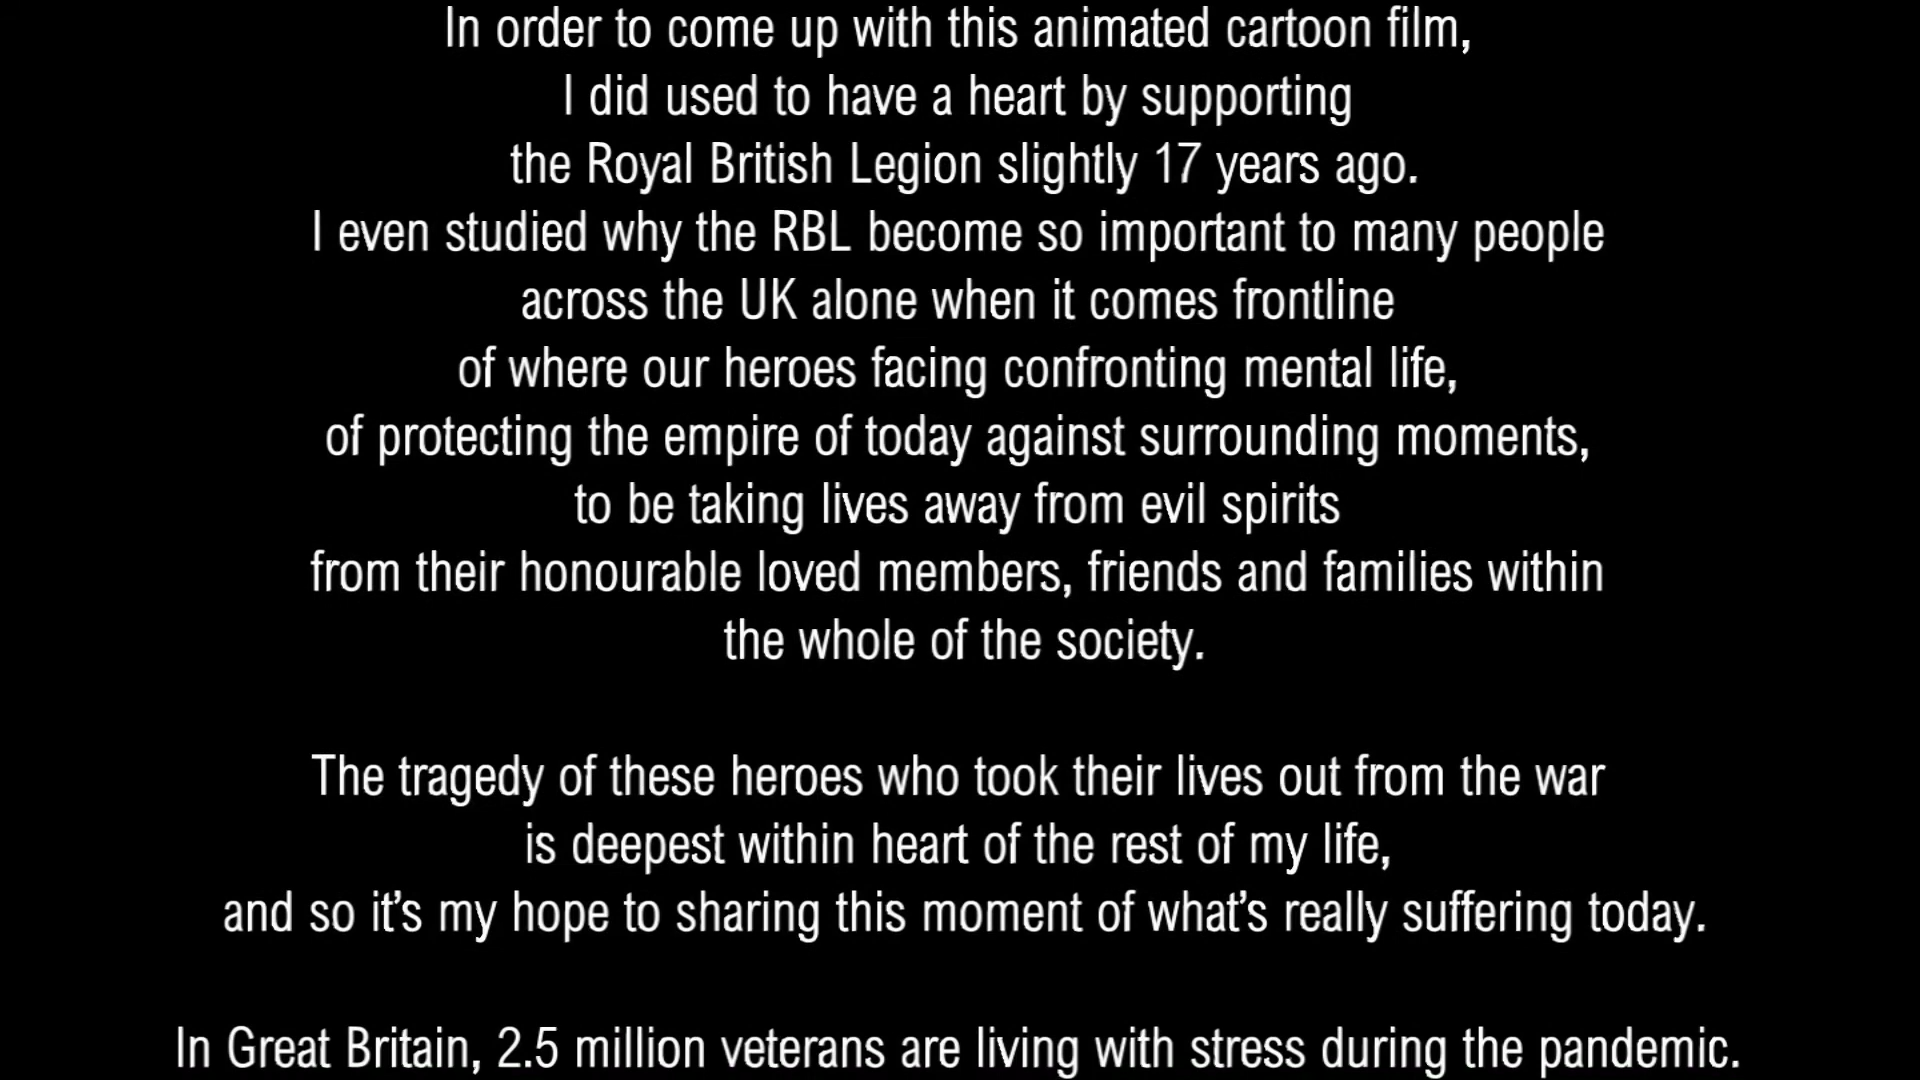 In order to come up with this animated cartoon film,
I did used to have a heart by supporting
the Royal British Legion slightly 17 years ago.
I even studied why the RBL become so important to many people
across the UK alone when it comes frontline
of where our heroes facing confronting mental life,
of protecting the empire of today against surrounding moments,
to be taking lives away from evil spirits
from their honourable loved members, friends and families within
the whole of the society.
The tragedy of these heroes who took their lives out from the war
is deepest within heart of the rest of my life,
and so it’s my hope to sharing this moment of what’s really suffering today.
In Great Britain, 2.5 million veterans are living with stress during the pandemic.